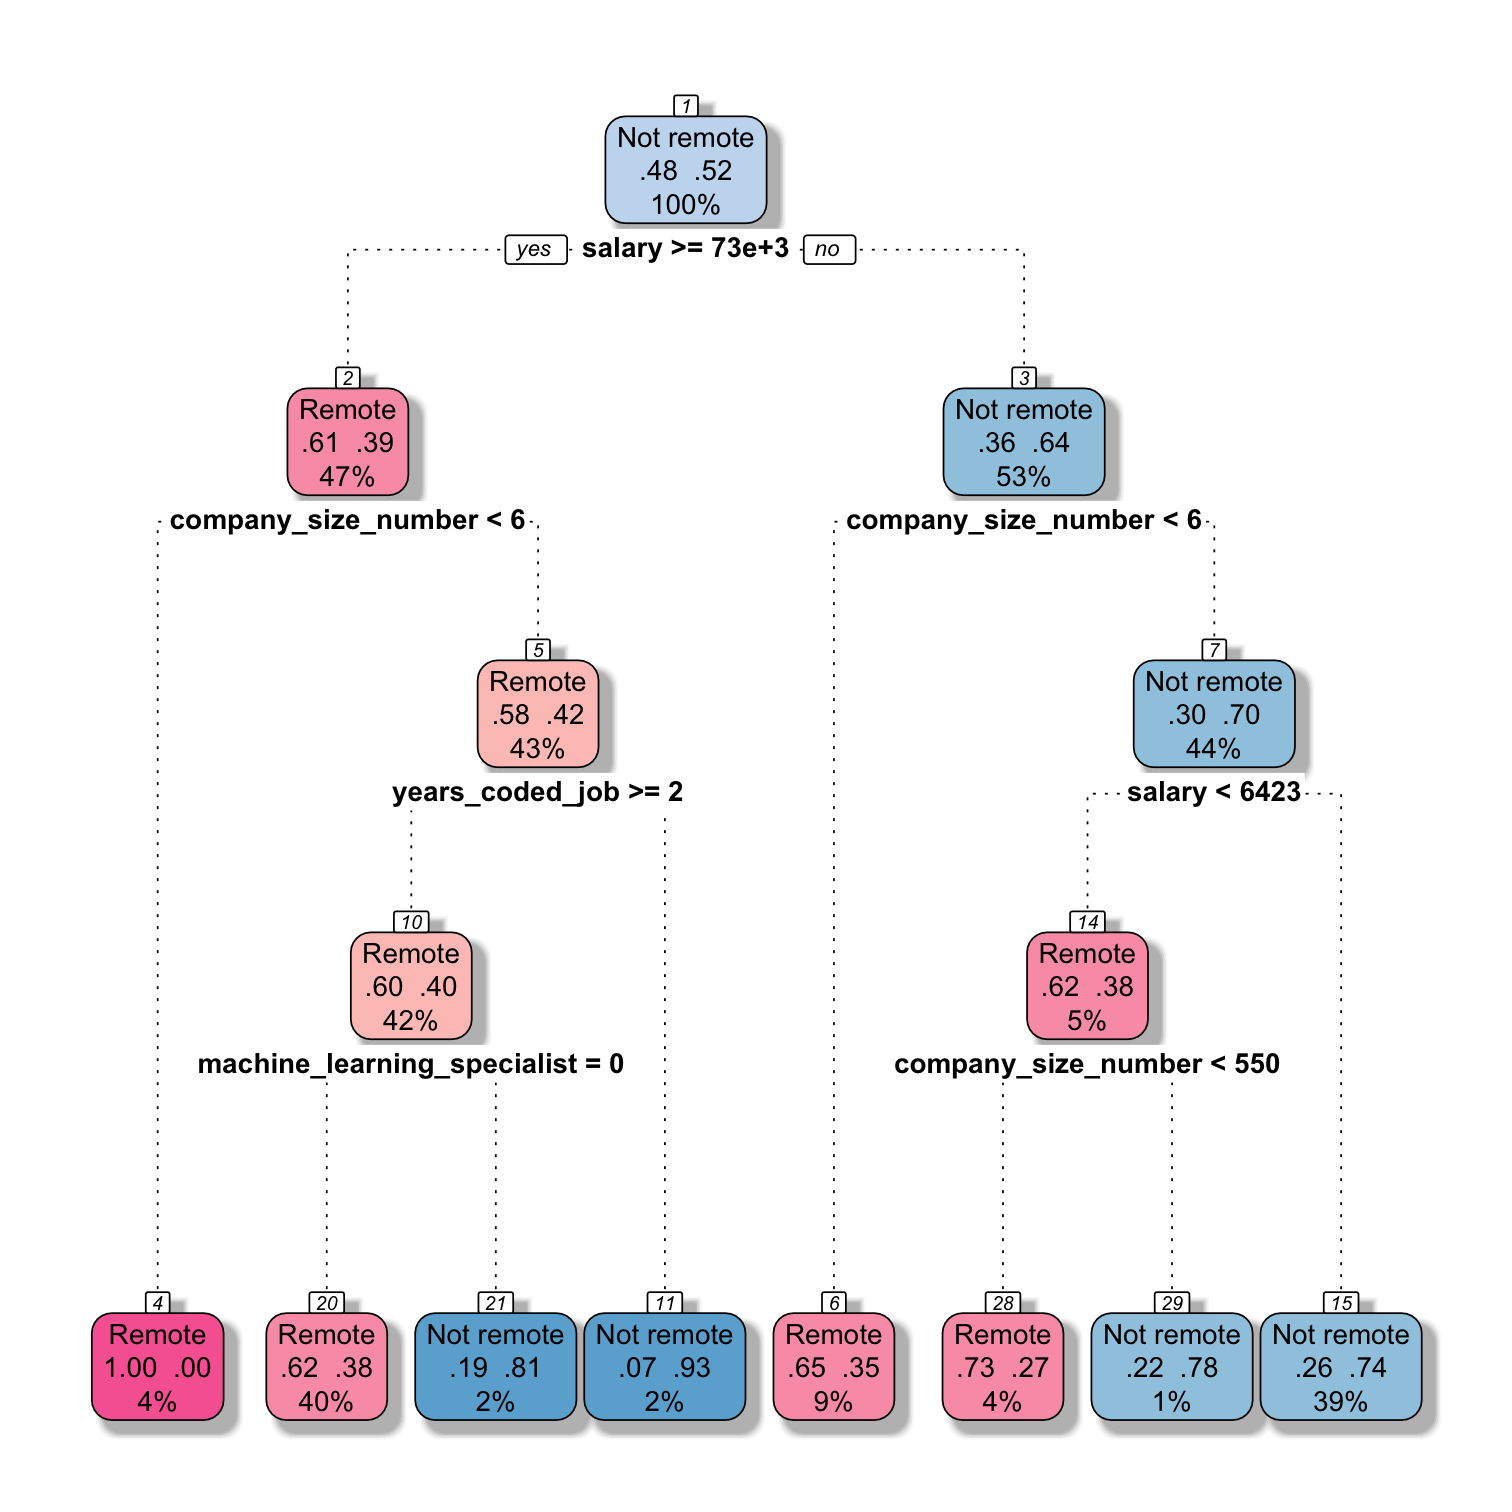 1
Not remote
.48 .52
100%
yes salary >= 73e+3 no
2
Remote
.61 .39
47%
3
Not remote
.36 .64
53%
company_size_number < 6
company_size_number < 6
5
Remote
.58 .42
43%
7
Not remote
.30 .70
44%
years_coded_job >= 2
salary < 6423
10
Remote
.60 .40
42%
14
Remote
.62 .38
5%
machine_learning_specialist = 0
company_size_number < 550
4
Remote
1.00 .00
4%
20
Remote
.62 .38
40%
21
Not remote
.19 .81
2%
11
Not remote
.07 .93
2%
6
Remote
.65 .35
9%
28
Remote
.73 .27
4%
29
Not remote
.22 .78
1%
15
Not remote
.26 .74
39%